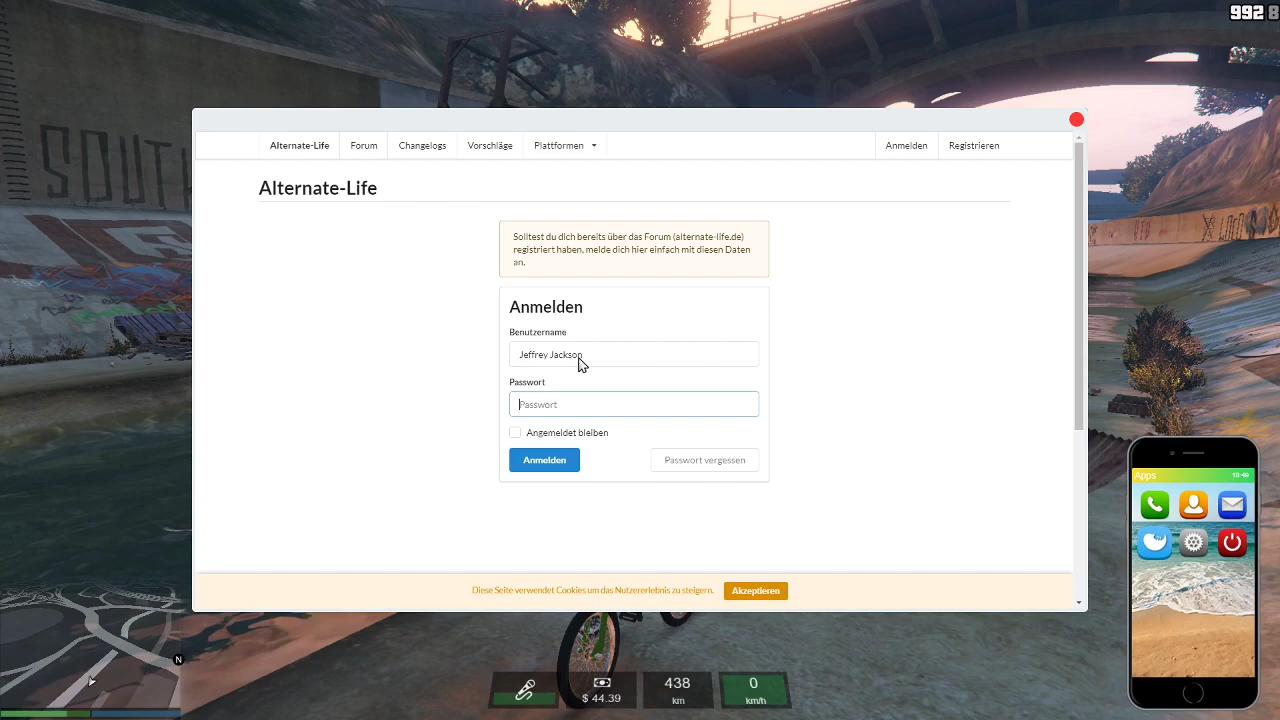 992
SOUTH
Alternate-Life Forum Changelogs Vorschläge Plattformen Anmelden Registrieren
Alternate-Life
Solltest du dich bereits über das Forum (alternate-life.de)
registriert haben, melde dich hier einfach mit diesen Daten
an.
Anmelden
Benutzername
Jeffrey Jackson
Passwort
Passwort
Angemeldet bleiben
Anmelden Passwort vergessen
Diese Seite verwendet Cookies um das Nutzererlebnis zu steigern. Akzeptieren
Apps 18:49
N
$ 44.39
438
km
0
km/h